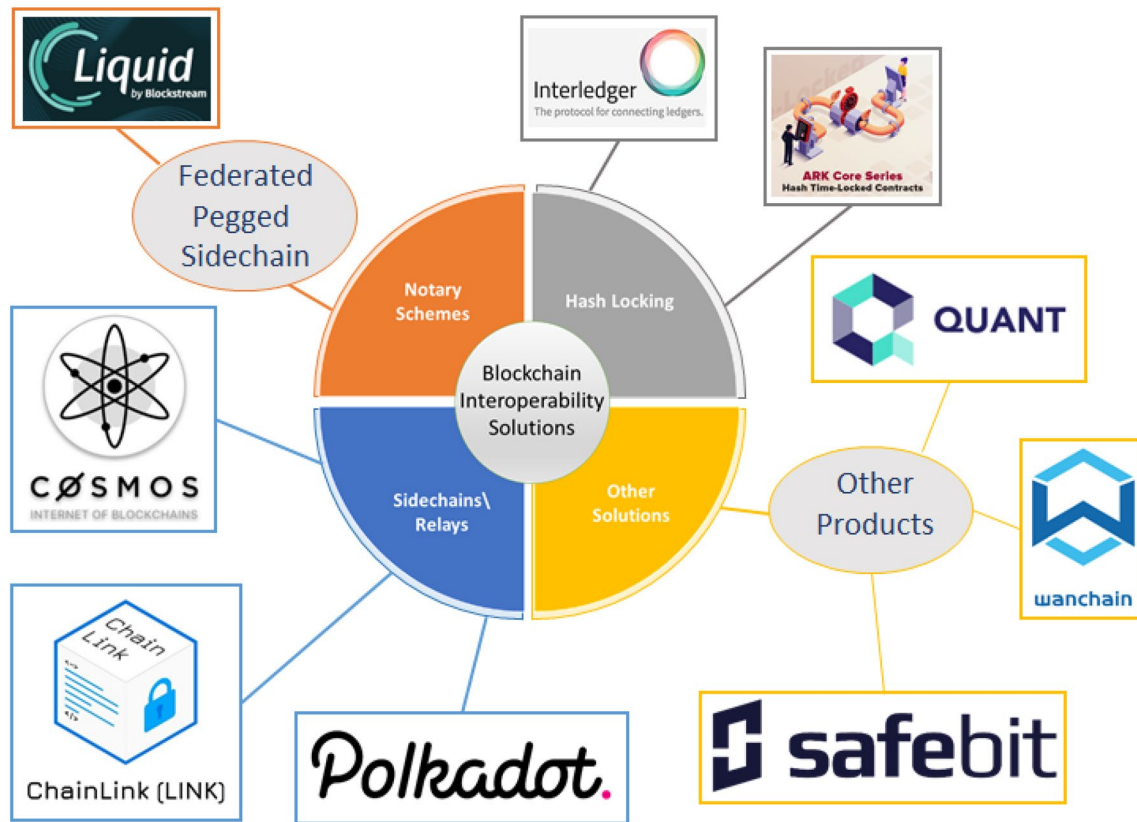 Liquid
by Blockstream
Interledger
The protocol for connecting ledgers.
ARK Core Series
Hash Time-Locked Contracts
Federated
Pegged
Sidechain
Notary
Schemes
Hash Locking
QUANT
Blockchain
Interoperability
Solutions
CØSMOS
INTERNET OF BLOCKCHAINS
Sidechains\
Relays
Other
Solutions
Other
Products
wanchain
Chain
Link
<->
</>
ChainLink (LINK)
Polkadot.
safebit